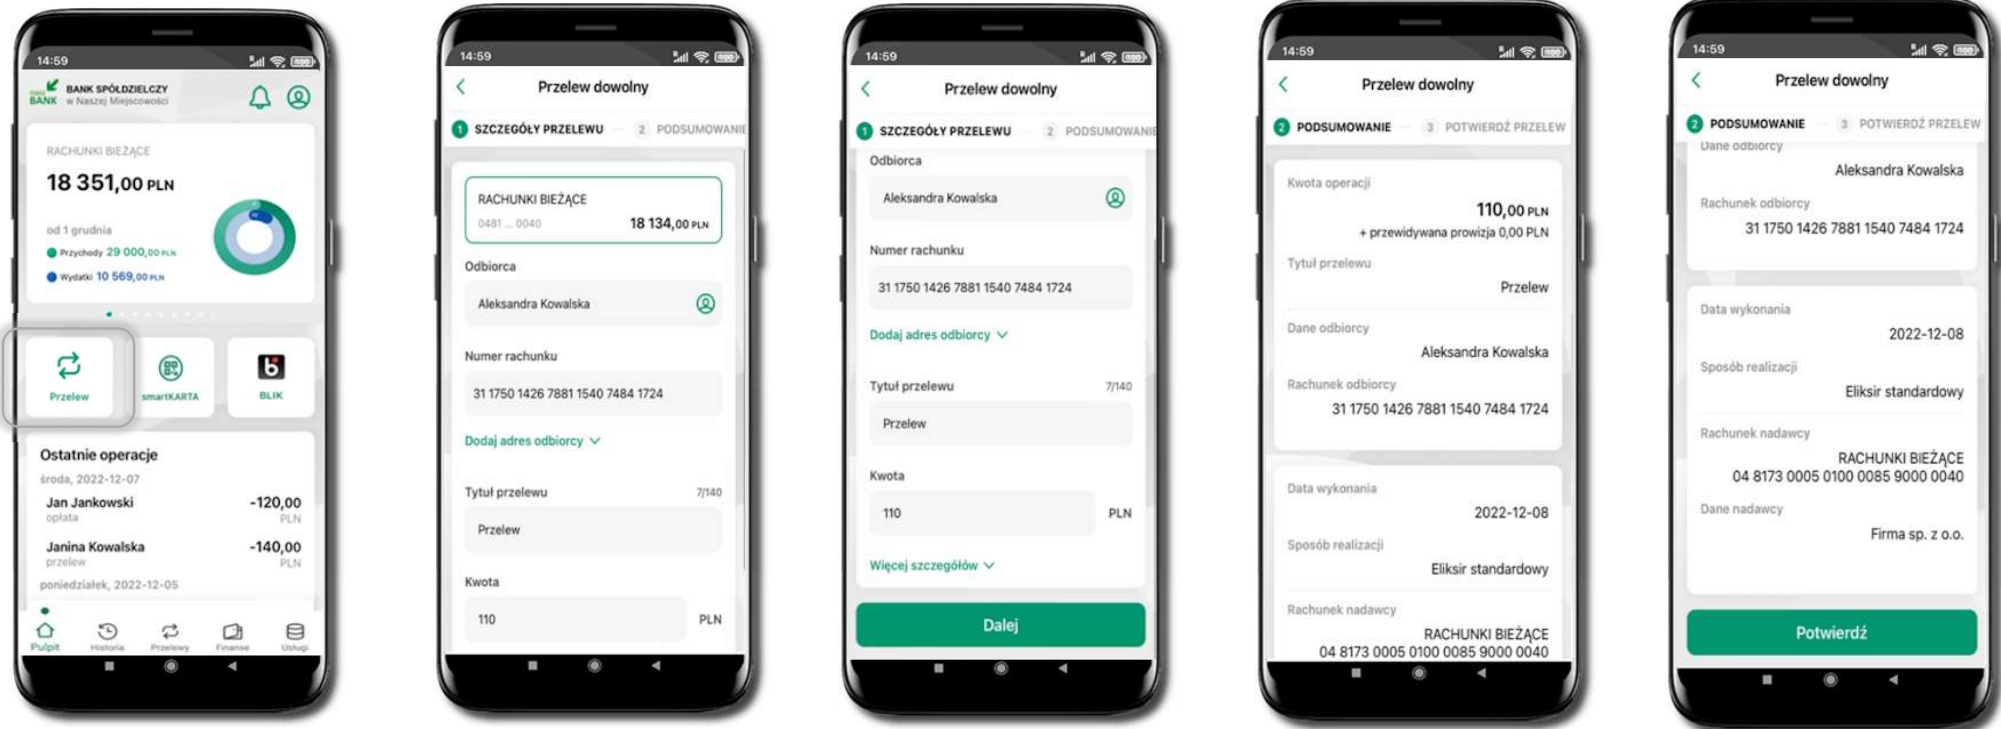 14:59
NASZ BANK
BANK SPÓŁDZIELCZY
w Naszej Miejscowości
RACHUNKI BIEŻĄCE
18 351,00 PLN
od 1 grudnia
Przychody 29 000,00 PLN
Wydatki 10 569,00 PLN
Przelew
smartKARTA
BLIK
Ostatnie operacje
środa, 2022-12-07
Jan Jankowski -120,00
opłata PLN
Janina Kowalska -140,00
przelew PLN
poniedziałek, 2022-12-05
Pulpit Historia Przelewy Finanse Usługi
14:59
Przelew dowolny
1 SZCZEGÓŁY PRZELEWU 2 PODSUMOWANIE
RACHUNKI BIEŻĄCE
0481 ... 0040 18 134,00 PLN
Odbiorca
Aleksandra Kowalska
Numer rachunku
31 1750 1426 7881 1540 7484 1724
Dodaj adres odbiorcy
Tytuł przelewu 7/140
Przelew
Kwota
110 PLN
14:59
Przelew dowolny
1 SZCZEGÓŁY PRZELEWU 2 PODSUMOWANIE
Odbiorca
Aleksandra Kowalska
Numer rachunku
31 1750 1426 7881 1540 7484 1724
Dodaj adres odbiorcy
Tytuł przelewu 7/140
Przelew
Kwota
110 PLN
Więcej szczegółów
Dalej
14:59
Przelew dowolny
2 PODSUMOWANIE 3 POTWIERDŹ PRZELEW
Kwota operacji
110,00 PLN
+ przewidywana prowizja 0,00 PLN
Tytuł przelewu
Przelew
Dane odbiorcy
Aleksandra Kowalska
Rachunek odbiorcy
31 1750 1426 7881 1540 7484 1724
Data wykonania
2022-12-08
Sposób realizacji
Eliksir standardowy
Rachunek nadawcy
RACHUNKI BIEŻĄCE
04 8173 0005 0100 0085 9000 0040
14:59
Przelew dowolny
2 PODSUMOWANIE 3 POTWIERDŹ PRZELEW
Dane odbiorcy
Aleksandra Kowalska
Rachunek odbiorcy
31 1750 1426 7881 1540 7484 1724
Data wykonania
2022-12-08
Sposób realizacji
Eliksir standardowy
Rachunek nadawcy
RACHUNKI BIEŻĄCE
04 8173 0005 0100 0085 9000 0040
Dane nadawcy
Firma sp. z o.o.
Potwierdź